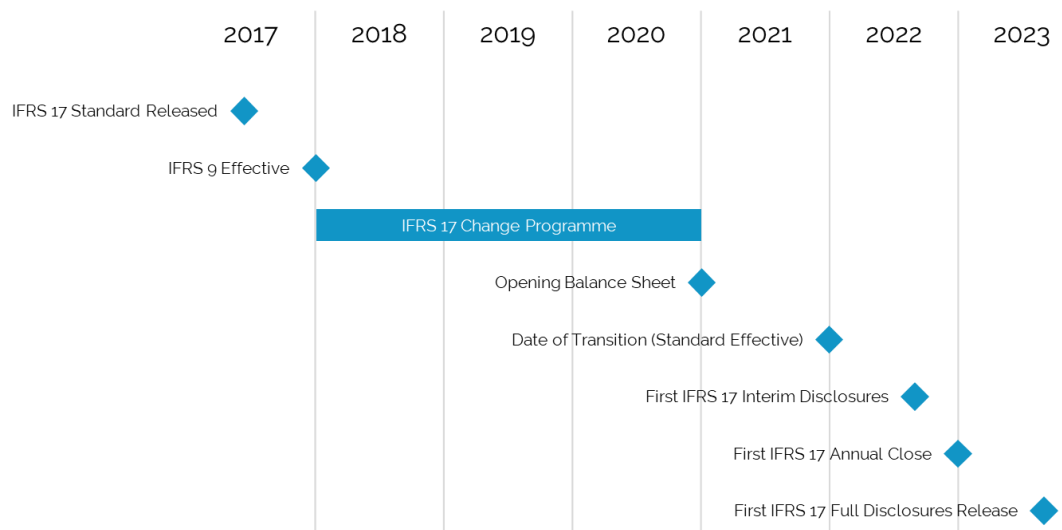 2017 2018 2019 2020 2021 2022 2023
IFRS 17 Standard Released
IFRS 9 Effective
IFRS 17 Change Programme
Opening Balance Sheet
Date of Transition (Standard Effective)
First IFRS 17 Interim Disclosures
First IFRS 17 Annual Close
First IFRS 17 Full Disclosures Release